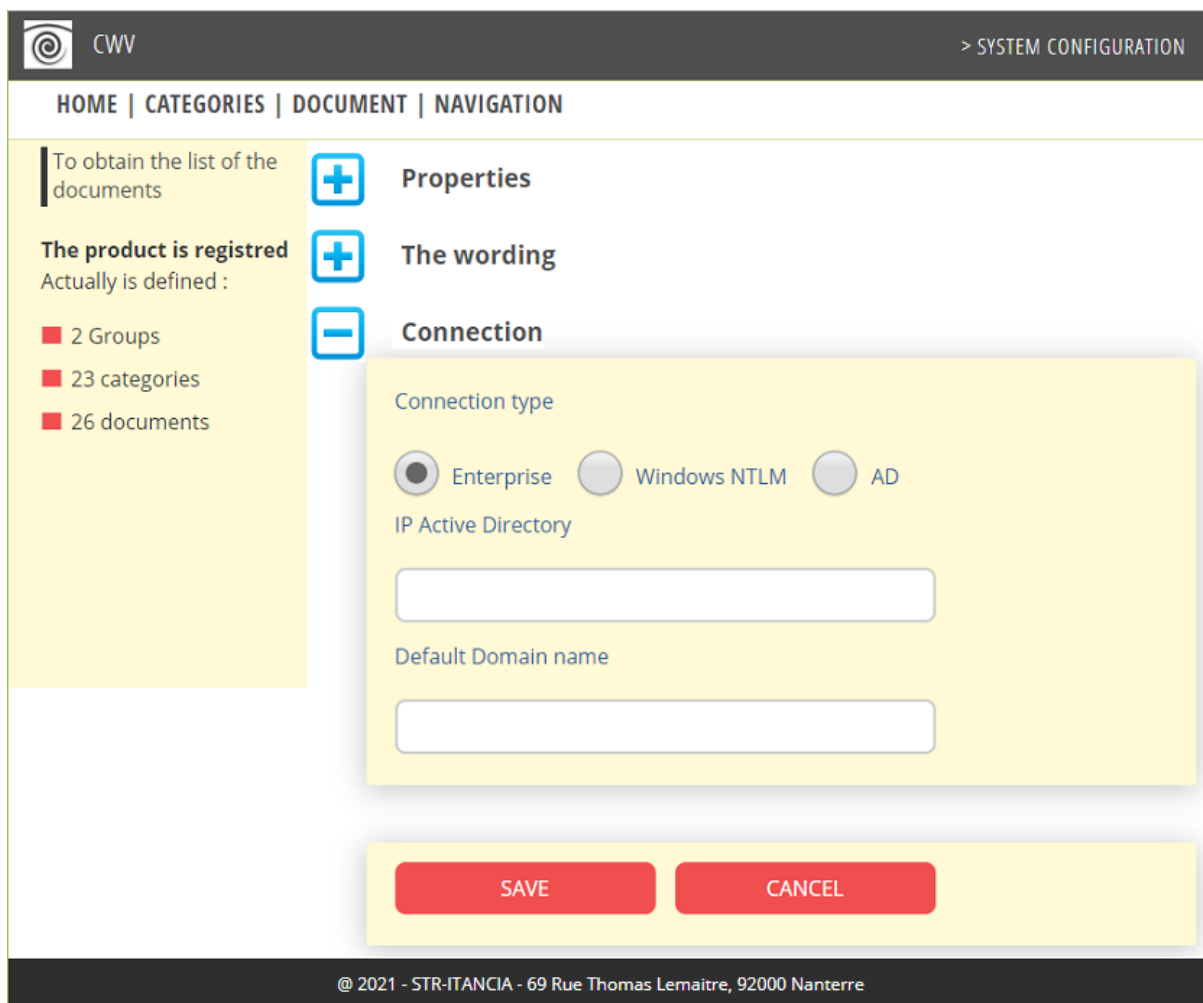 CWV
> SYSTEM CONFIGURATION
HOME | CATEGORIES | DOCUMENT | NAVIGATION
To obtain the list of the
documents
The product is registred
Actually is defined :
2 Groups
23 categories
26 documents
Properties
The wording
Connection
Connection type
Enterprise Windows NTLM AD
IP Active Directory
Default Domain name
SAVE CANCEL
@ 2021 - STR-ITANCIA - 69 Rue Thomas Lemaitre, 92000 Nanterre